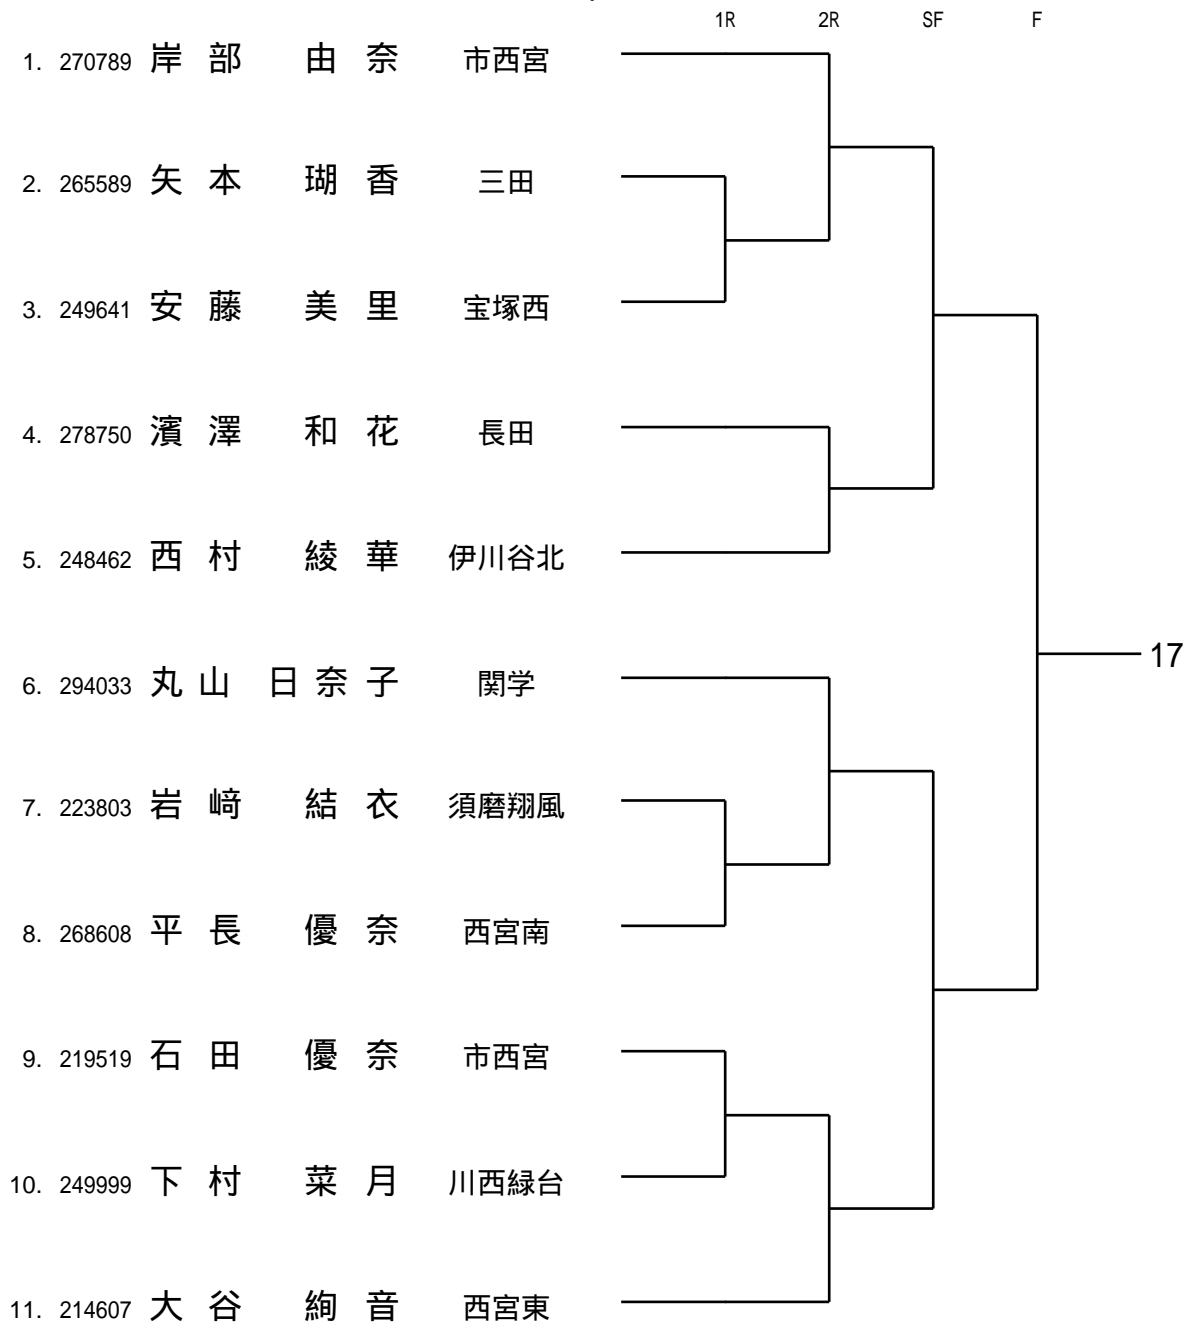 1R 2R SF F
1. 270789 岸部 由奈 市西宮
2. 265589 矢本 瑚香 三田
3. 249641 安藤 美里 宝塚西
4. 278750 濱澤 和花 長田
5. 248462 西村 綾華 伊川谷北
17
6. 294033 丸山 日奈子 関学
7. 223803 岩﨑 結衣 須磨翔風
8. 268608 平長 優奈 西宮南
9. 219519 石田 優奈 市西宮
10. 249999 下村 菜月 川西緑台
11. 214607 大谷 絢音 西宮東